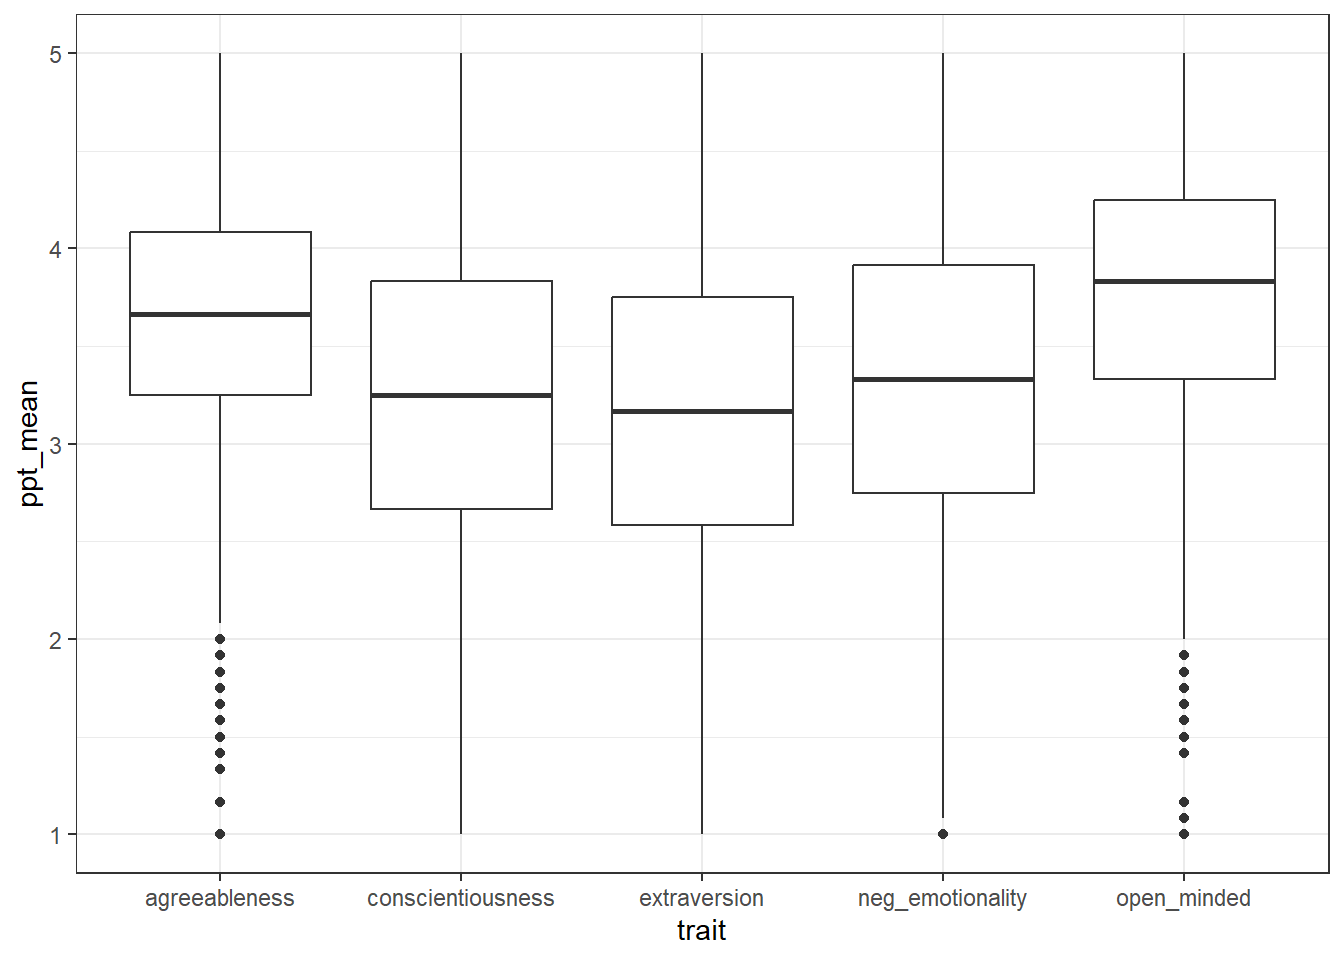 ppt_mean
5
4
3
2
1
agreeableness conscientiousness extraversion neg_emotionality open_minded
trait